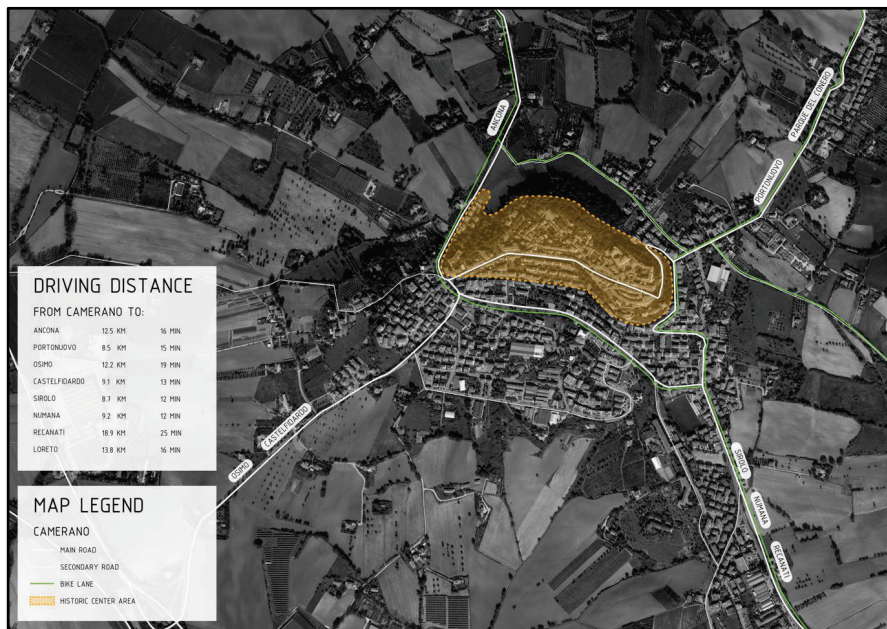 ANCONA
PARQUE DEL CONERO
PORTONUOVO
DRIVING DISTANCE
FROM CAMERANO TO:
ANCONA 12.5 KM 16 MIN.
PORTONUOVO 8.5 KM 15 MIN.
OSIMO 12.2 KM 19 MIN
CASTELFIDARDO 9.1 KM 13 MIN
SIROLO 8.7 KM 12 MIN
NUMANA 9.2 KM 12 MIN
RECANATI 18.9 KM 25 MIN
LORETO 13.8 KM 16 MIN
CASTELFIDARDO
OSIMO
SIROLO
NUMANA
RECANATI
MAP LEGEND
CAMERANO
MAIN ROAD
SECONDARY ROAD
BIKE LANE
HISTORIC CENTER AREA